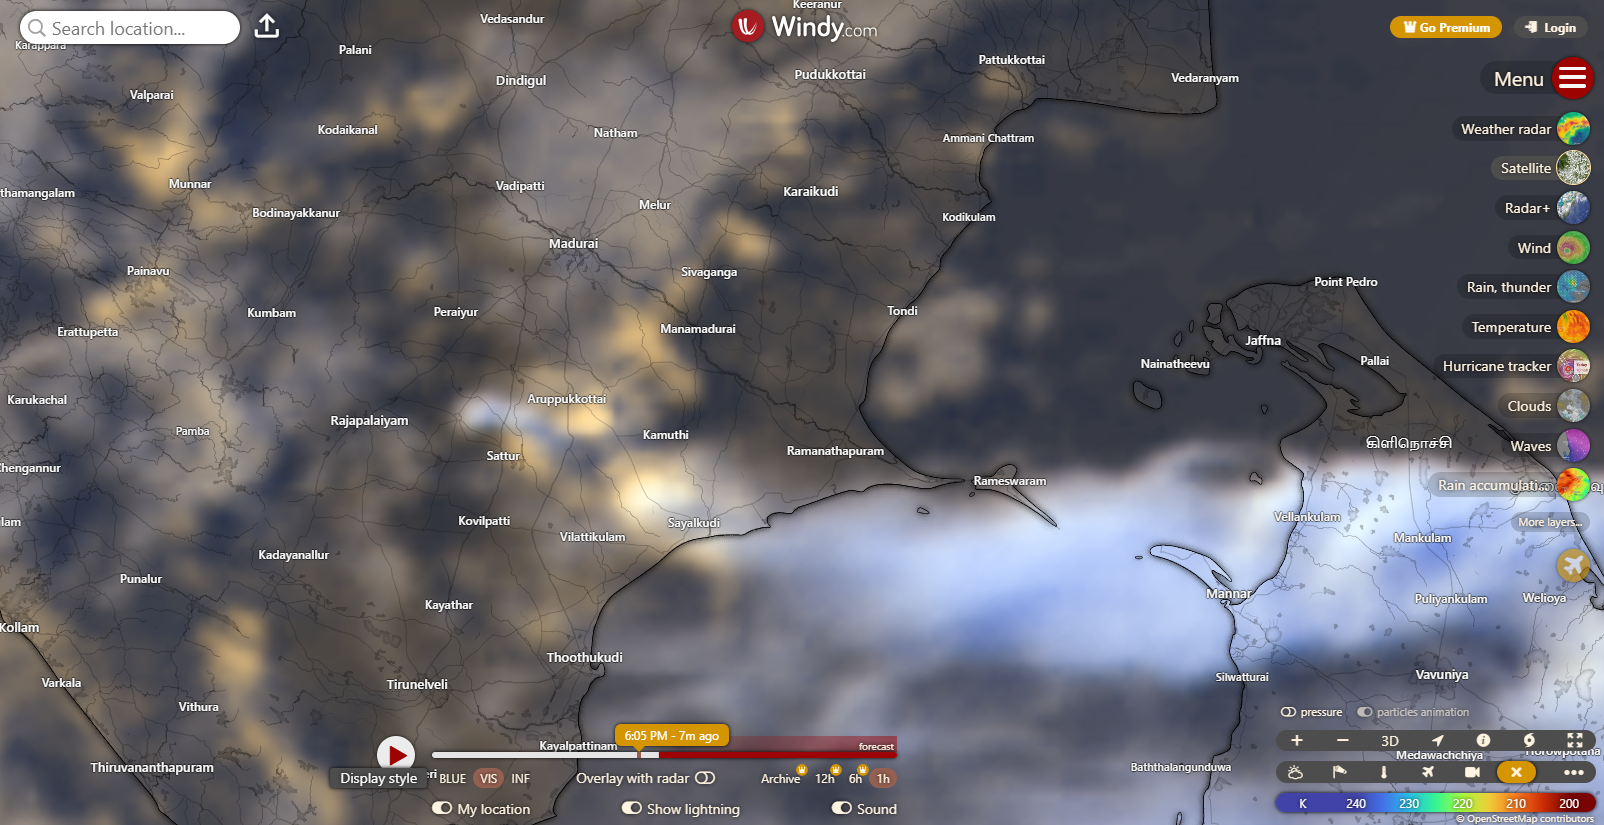 Search location...
Windy.com
Go Premium
Login
Menu
Weather radar
Satellite
Radar+
Wind
Rain, thunder
Temperature
Hurricane tracker
Clouds
Waves
Rain accumulati...
More layers...
Karappara
Vedasandur
Keeranur
Palani
Dindigul
Pudukkottai
Pattukkottai
Vedaranyam
Valparai
Kodaikanal
Natham
Ammani Chattram
thamangalam
Munnar
Vadipatti
Karaikudi
Bodinayakkanur
Melur
Kodikulam
Madurai
Painavu
Sivaganga
Point Pedro
Kumbam
Peraiyur
Tondi
Erattupetta
Manamadurai
Jaffna
Nainatheevu
Pallai
Karukachal
Aruppukkottai
Rajapalaiyam
Pamba
Kamuthi
கிளிநொச்சி
Sattur
Ramanathapuram
Chengannur
Rameswaram
lam
Kovilpatti
Sayalkudi
Vellankulam
Vilattikulam
Mankulam
Kadayanallur
Punalur
Mannar
Puliyankulam
Welioya
Kayathar
Kollam
Thoothukudi
Silwatturai
Vavuniya
Varkala
Tirunelveli
Vithura
Kayalpattinam
Thiruvananthapuram
Baththalangunduwa
Medawachchiya
Horowpotana
6:05 PM - 7m ago
forecast
Display style
eri
BLUE
VIS
INF
Overlay with radar
Archive
12h
6h
1h
My location
Show lightning
Sound
pressure
particles animation
3D
K 240 230 220 210 200
© OpenStreetMap contributors